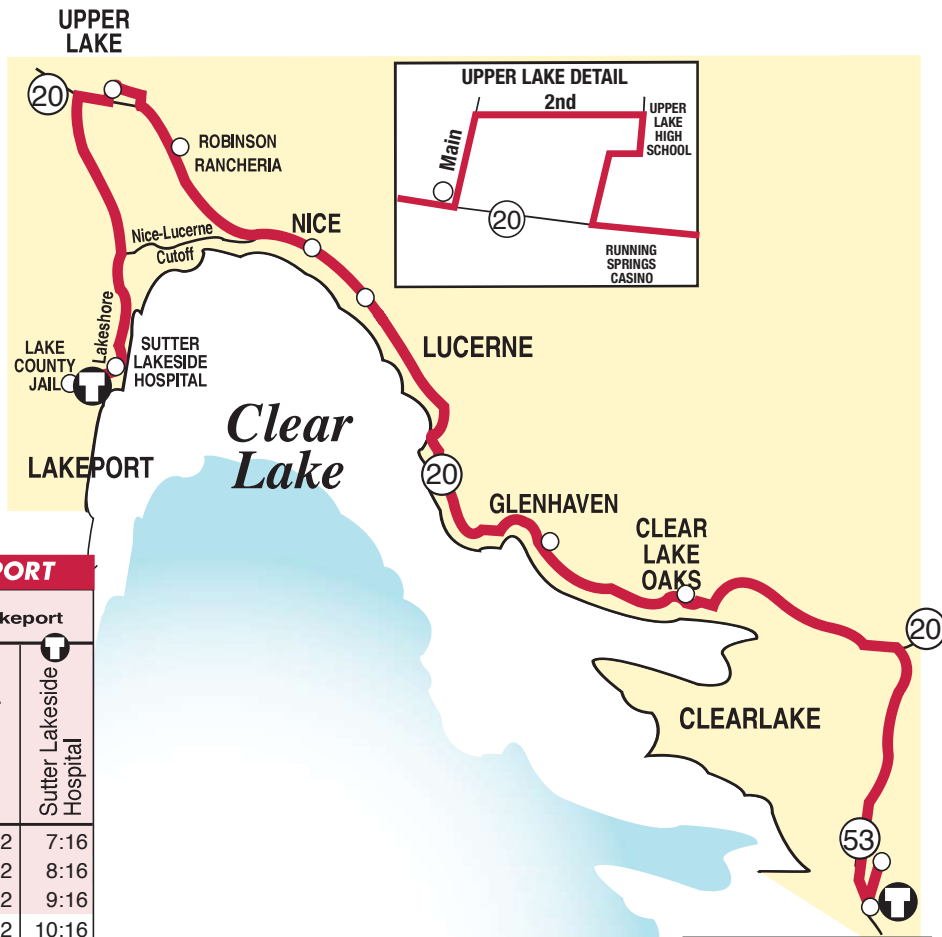 UPPER
LAKE
20
ROBINSON
RANCHERIA
UPPER LAKE DETAIL
2nd
Main
UPPER
LAKE
HIGH
SCHOOL
20
RUNNING
SPRINGS
CASINO
Nice-Lucerne
Cutoff
NICE
Lakeshore
LAKE
COUNTY
JAIL
T
SUTTER
LAKESIDE
HOSPITAL
LUCERNE
LAKEPORT
Clear
Lake
20
GLENHAVEN
CLEAR
LAKE
OAKS
20
CLEARLAKE
53
T
PORT
keport
T
Sutter Lakeside
Hospital
2 7:16
2 8:16
2 9:16
2 10:16